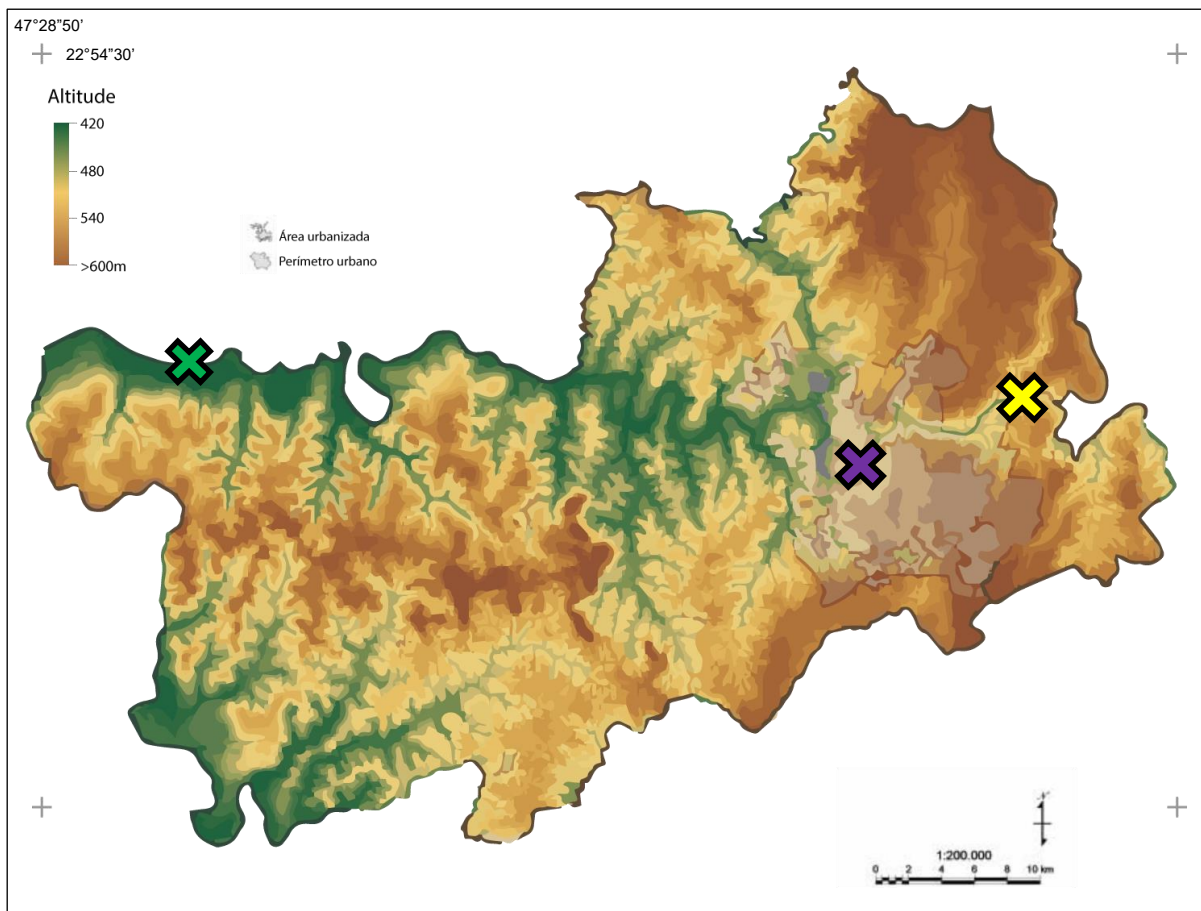 47°28”50’
22°54”30’
Altitude
420
480
540
>600m
Área urbanizada
Perímetro urbano
1:200.000
0 2 4 6 8 10 km